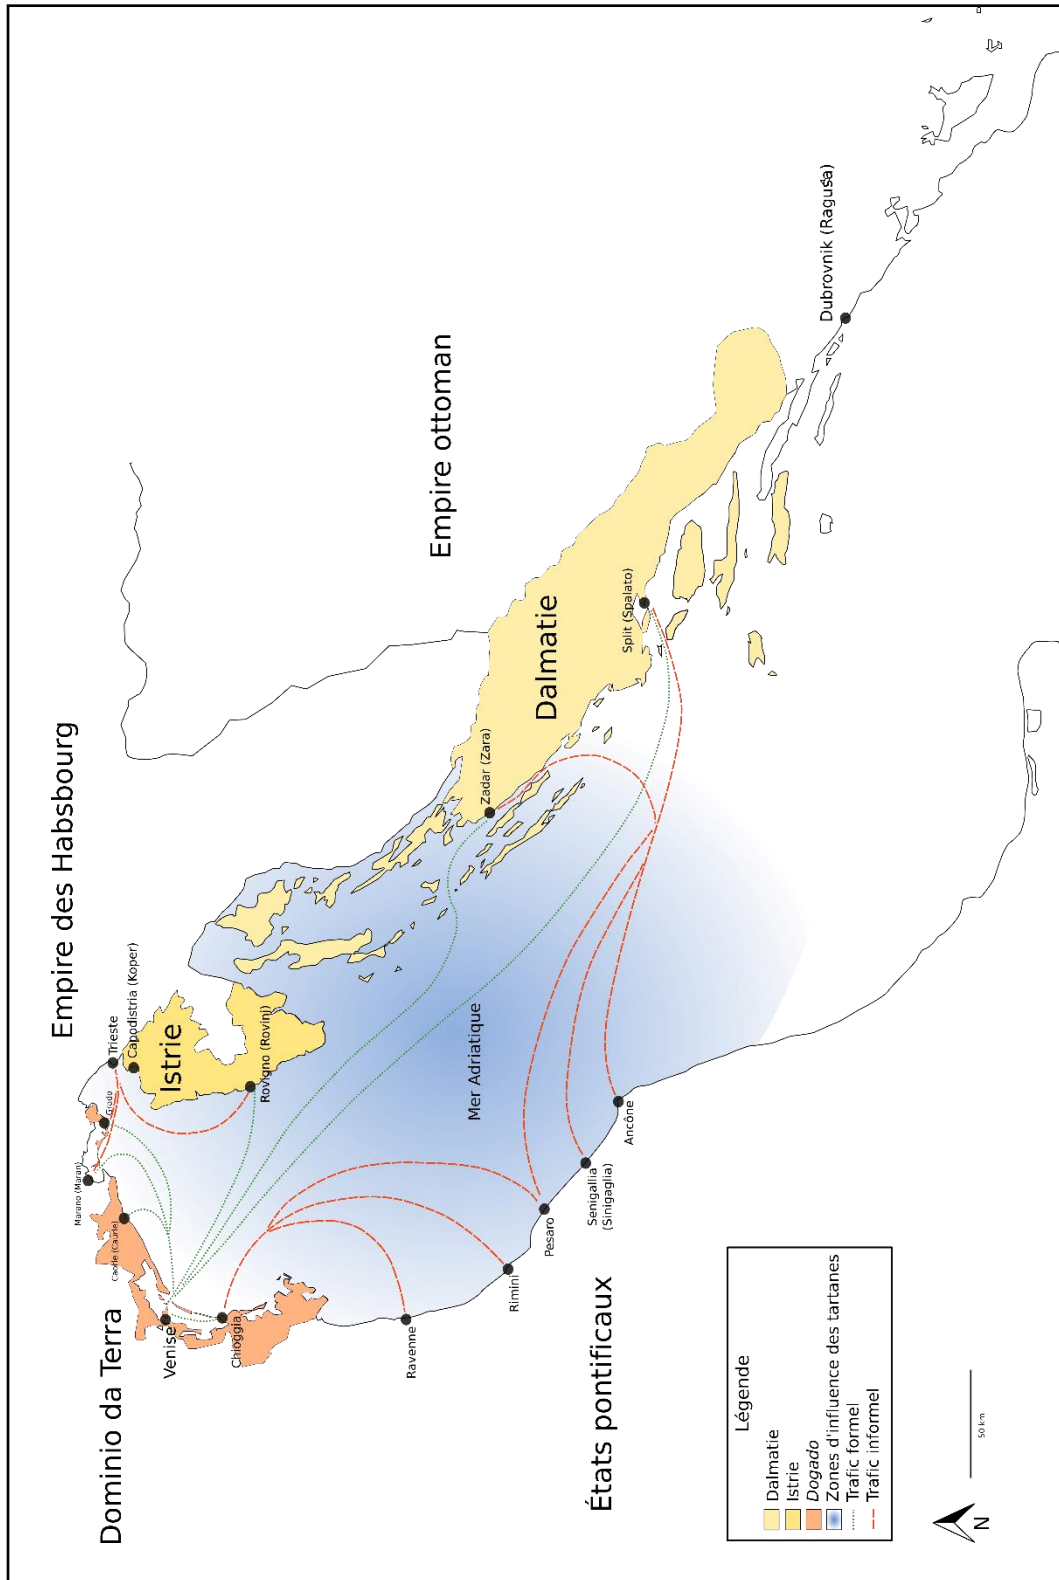 Empire des Habsbourg
Dominio da Terra
Marano (Maran)
Grado
Trieste
Capodistria (Koper)
Caorle (Caurle)
Istrie
Venise
Rovigno (Rovinj)
Chioggia
Empire ottoman
Ravenne
Zadar (Zara)
Mer Adriatique
Dalmatie
Rimini
Pesaro
Senigallia
(Sinigaglia)
Ancône
Split (Spalato)
États pontificaux
Dubrovnik (Ragusa)
Légende
Dalmatie
Istrie
Dogado
Zones d'influence des tartanes
Trafic formel
Trafic informel
50 km
N